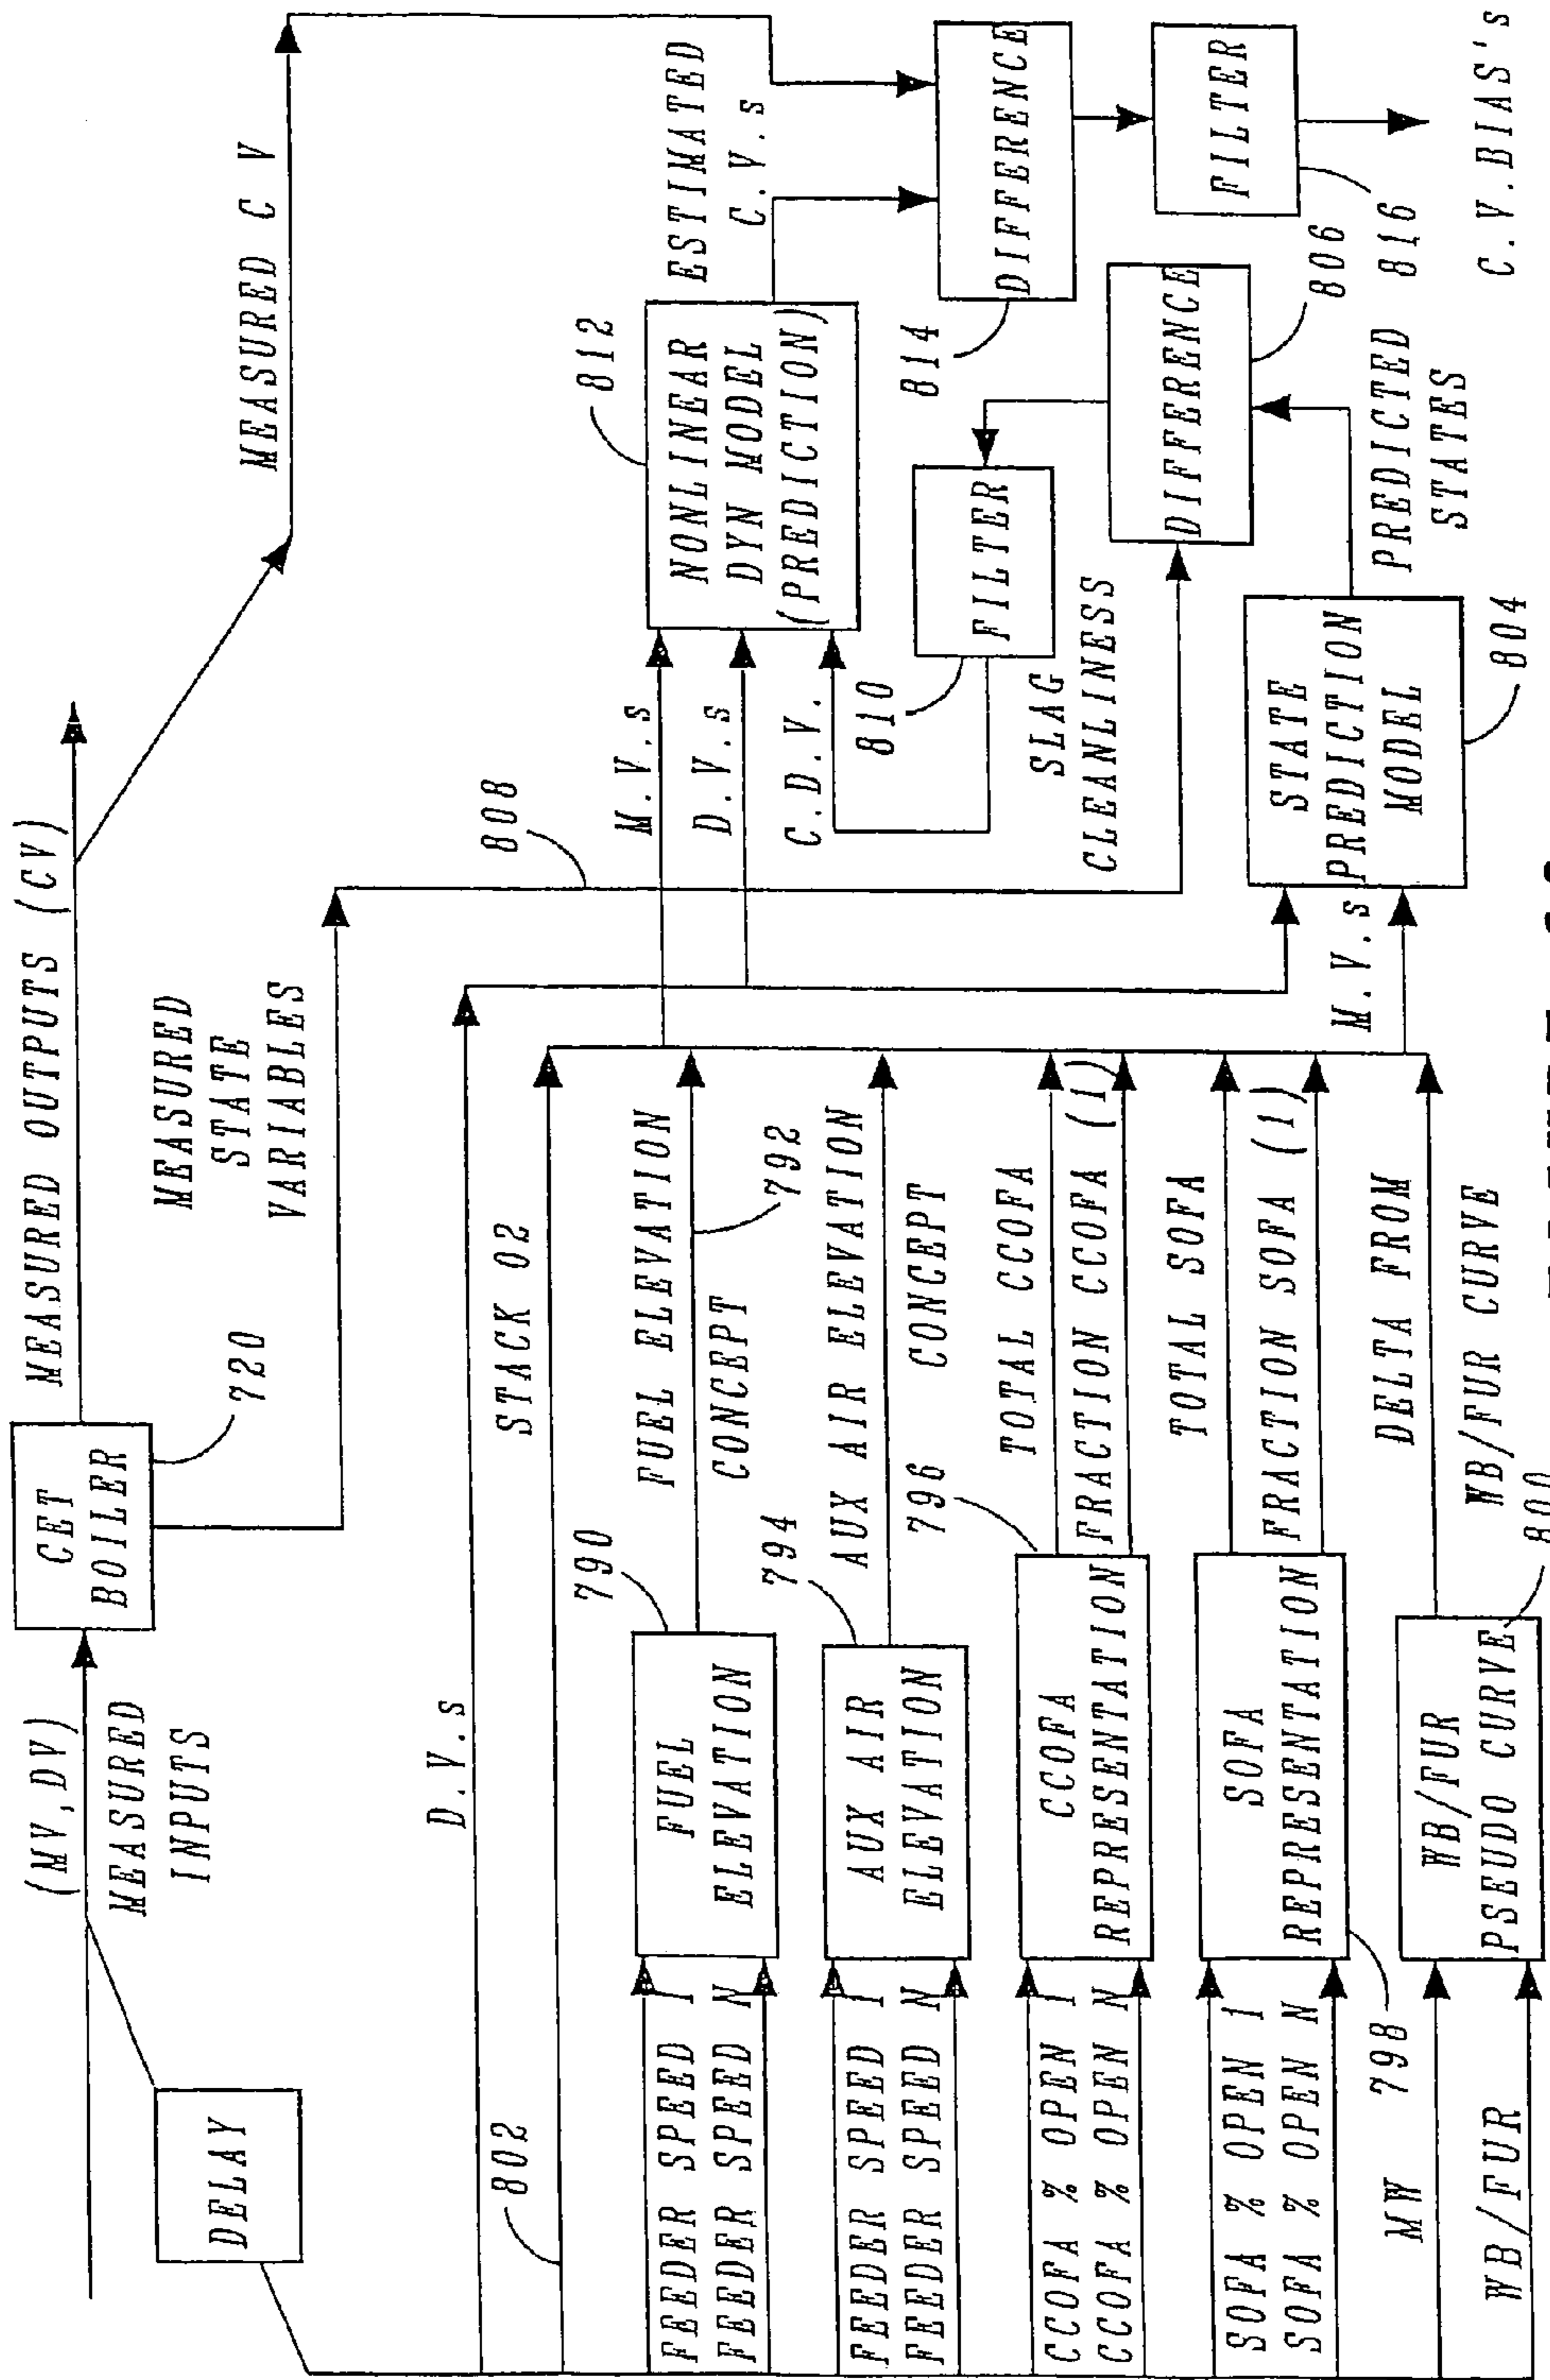 (MV,DV)
MEASURED
INPUTS
DELAY
CET
BOILER
720
MEASURED OUTPUTS (CV)
MEASURED
STATE
VARIABLES
MEASURED C V
D.V.s
802
STACK O2
808
FEEDER SPEED 1
FEEDER SPEED N
FUEL
ELEVATION
790
FUEL ELEVATION
CONCEPT
792
FEEDER SPEED 1
FEEDER SPEED N
AUX AIR
ELEVATION
794
AUX AIR ELEVATION
CONCEPT
CCOFA % OPEN 1
CCOFA % OPEN N
CCOFA
REPRESENTATION
796
TOTAL CCOFA
FRACTION CCOFA (1)
SOFA % OPEN 1
SOFA % OPEN N
SOFA
REPRESENTATION
798
TOTAL SOFA
FRACTION SOFA (1)
MW
WB/FUR
WB/FUR
PSEUDO CURVE
800
DELTA FROM
WB/FUR CURVE
M.V.s
D.V.s
C.D.V.
NONLINEAR
DYN MODEL
(PREDICTION)
812
ESTIMATED
C.V.s
FILTER
810
SLAG
CLEANLINESS
M.V.s
STATE
PREDICTION
MODEL
804
PREDICTED
STATES
DIFFERENCE
806
DIFFERENCE
814
FILTER
816
C.V.BIAS's